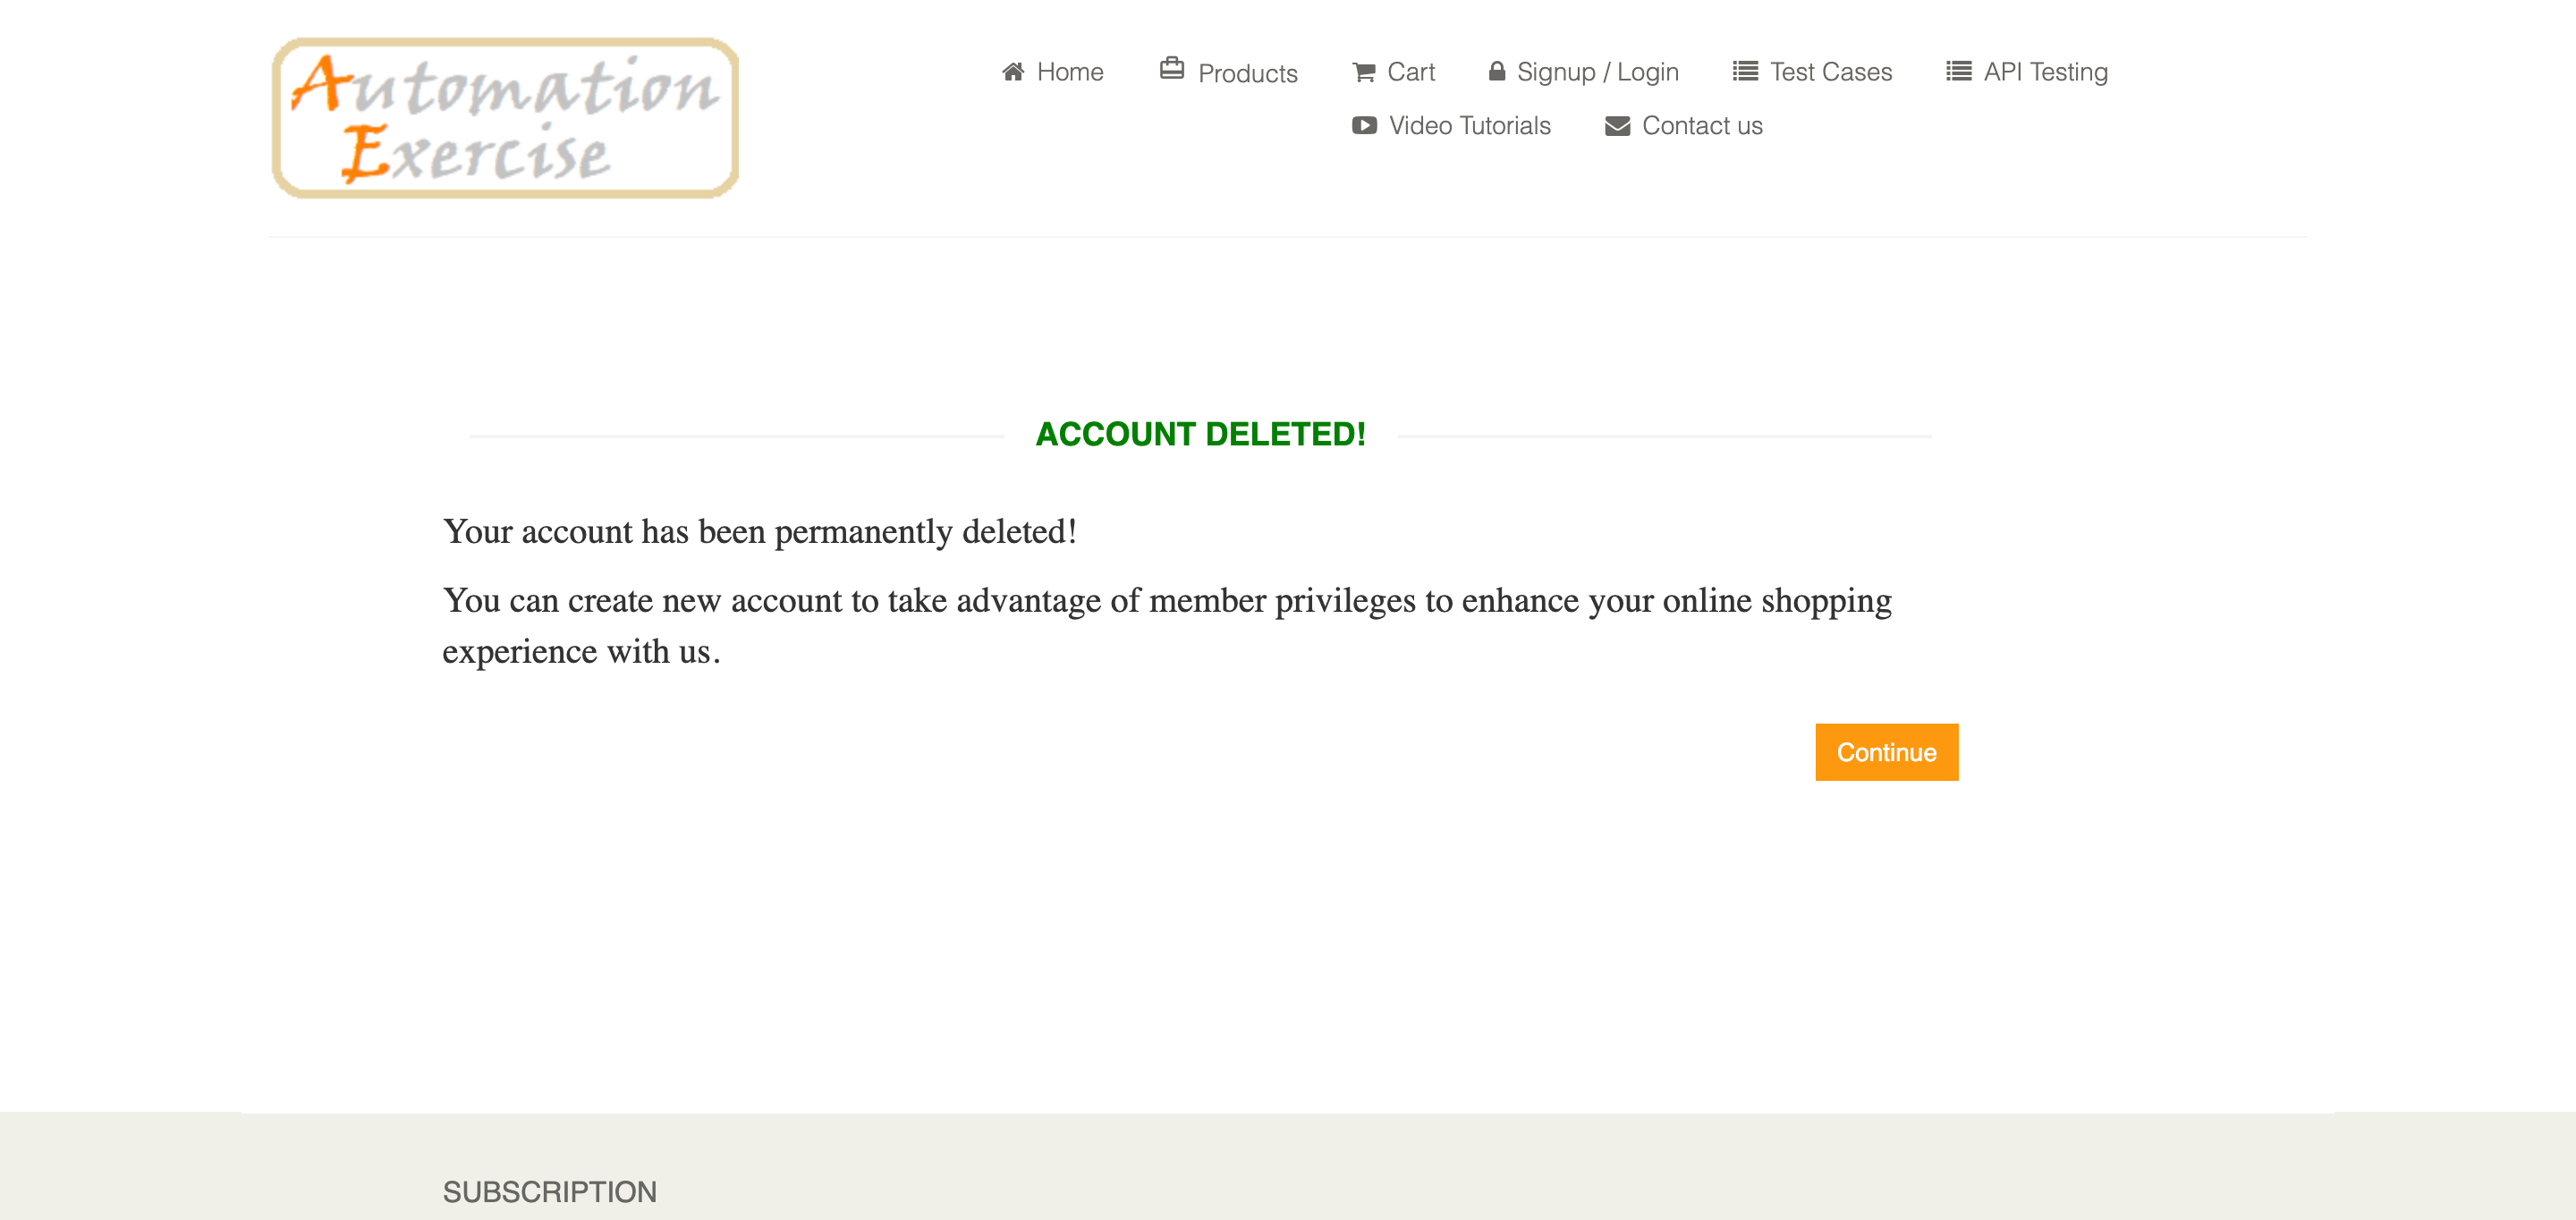 Automation
Exercise
Home Products Cart Signup / Login Test Cases API Testing
Video Tutorials Contact us
ACCOUNT DELETED!
Your account has been permanently deleted!
You can create new account to take advantage of member privileges to enhance your online shopping
experience with us.
Continue
SUBSCRIPTION